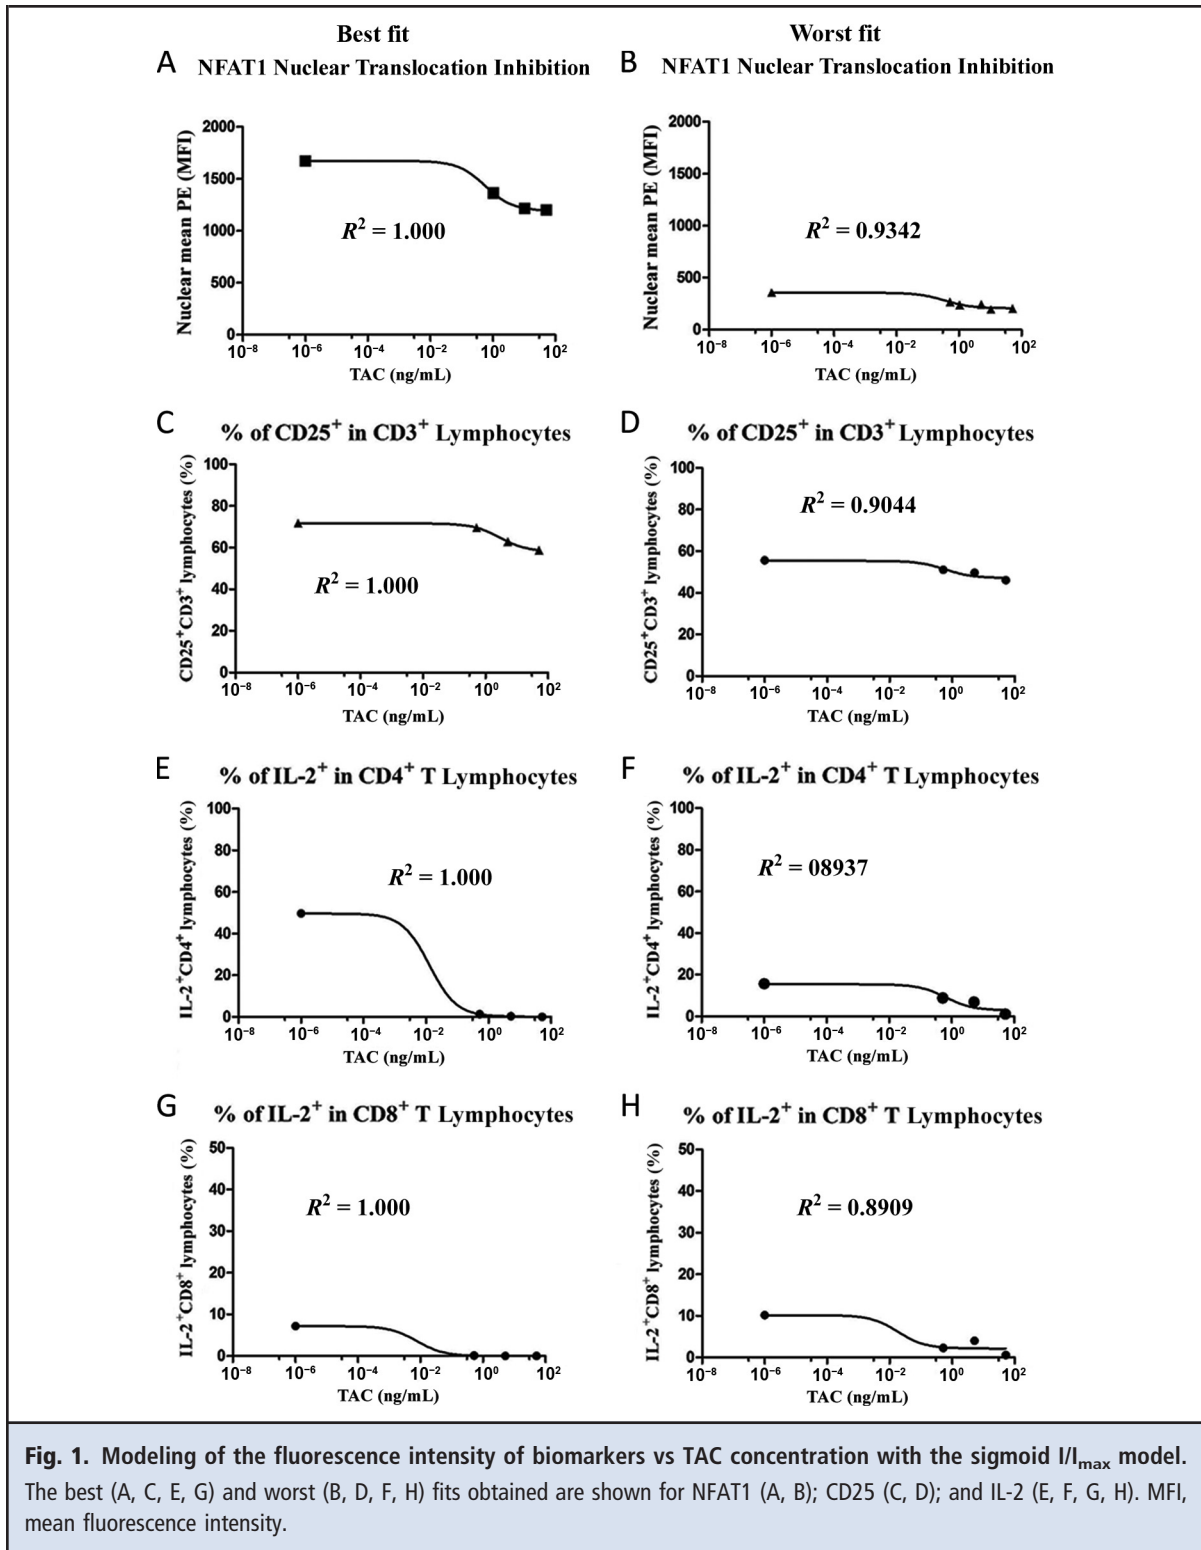 Best fit
Worst fit
A
NFAT1 Nuclear Translocation Inhibition
B
NFAT1 Nuclear Translocation Inhibition
Nuclear mean PE (MFI)
2000
1500
1000
500
0
R² = 1.000
10⁻⁸ 10⁻⁶ 10⁻⁴ 10⁻² 10⁰ 10²
TAC (ng/mL)
Nuclear mean PE (MFI)
2000
1500
1000
500
0
R² = 0.9342
10⁻⁸ 10⁻⁶ 10⁻⁴ 10⁻² 10⁰ 10²
TAC (ng/mL)
C
% of CD25⁺ in CD3⁺ Lymphocytes
CD25⁺CD3⁺ lymphocytes (%)
100
80
60
40
20
0
R² = 1.000
10⁻⁸ 10⁻⁶ 10⁻⁴ 10⁻² 10⁰ 10²
TAC (ng/mL)
D
% of CD25⁺ in CD3⁺ Lymphocytes
CD25⁺CD3⁺ lymphocytes (%)
100
80
60
40
20
0
R² = 0.9044
10⁻⁸ 10⁻⁶ 10⁻⁴ 10⁻² 10⁰ 10²
TAC (ng/mL)
E
% of IL-2⁺ in CD4⁺ T Lymphocytes
IL-2⁺CD4⁺ lymphocytes (%)
100
80
60
40
20
0
R² = 1.000
10⁻⁸ 10⁻⁶ 10⁻⁴ 10⁻² 10⁰ 10²
TAC (ng/mL)
F
% of IL-2⁺ in CD4⁺ T Lymphocytes
IL-2⁺CD4⁺ lymphocytes (%)
100
80
60
40
20
0
R² = 08937
10⁻⁸ 10⁻⁶ 10⁻⁴ 10⁻² 10⁰ 10²
TAC (ng/mL)
G
% of IL-2⁺ in CD8⁺ T Lymphocytes
IL-2⁺CD8⁺ lymphocytes (%)
50
40
30
20
10
0
R² = 1.000
10⁻⁸ 10⁻⁶ 10⁻⁴ 10⁻² 10⁰ 10²
TAC (ng/mL)
H
% of IL-2⁺ in CD8⁺ T Lymphocytes
IL-2⁺CD8⁺ lymphocytes (%)
50
40
30
20
10
0
R² = 0.8909
10⁻⁸ 10⁻⁶ 10⁻⁴ 10⁻² 10⁰ 10²
TAC (ng/mL)
Fig. 1. Modeling of the fluorescence intensity of biomarkers vs TAC concentration with the sigmoid I/Iₘₐₓ model.
The best (A, C, E, G) and worst (B, D, F, H) fits obtained are shown for NFAT1 (A, B); CD25 (C, D); and IL-2 (E, F, G, H). MFI,
mean fluorescence intensity.